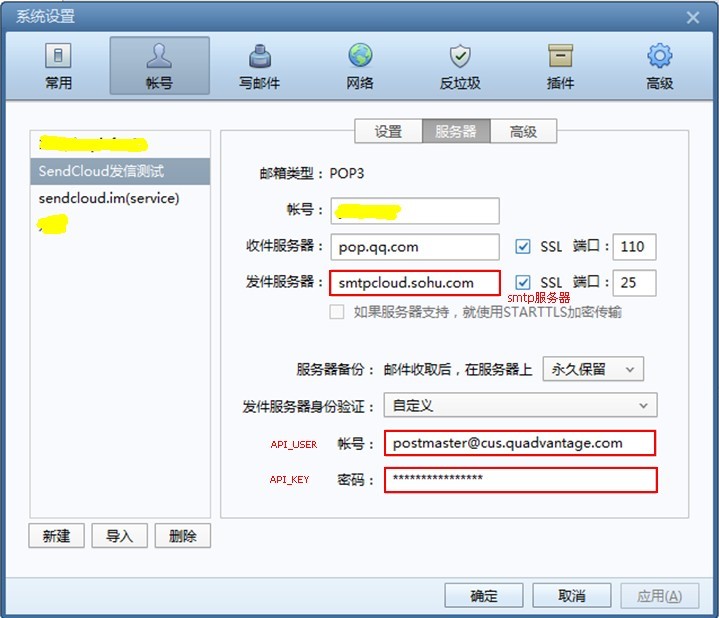 系统设置
常用 帐号 写邮件 网络 反垃圾 插件 高级
SendCloud发信测试
sendcloud.im(service)
设置 服务器 高级
邮箱类型： POP3
帐号：
收件服务器： pop.qq.com SSL 端口： 110
发件服务器： smtpcloud.sohu.com SSL 端口： 25
smtp服务器
如果服务器支持，就使用STARTTLS加密传输
服务器备份： 邮件收取后，在服务器上 永久保留
发件服务器身份验证： 自定义
API_USER 帐号： postmaster@cus.quadvantage.com
API_KEY 密码： ****************
新建 导入 删除
确定 取消 应用(A)